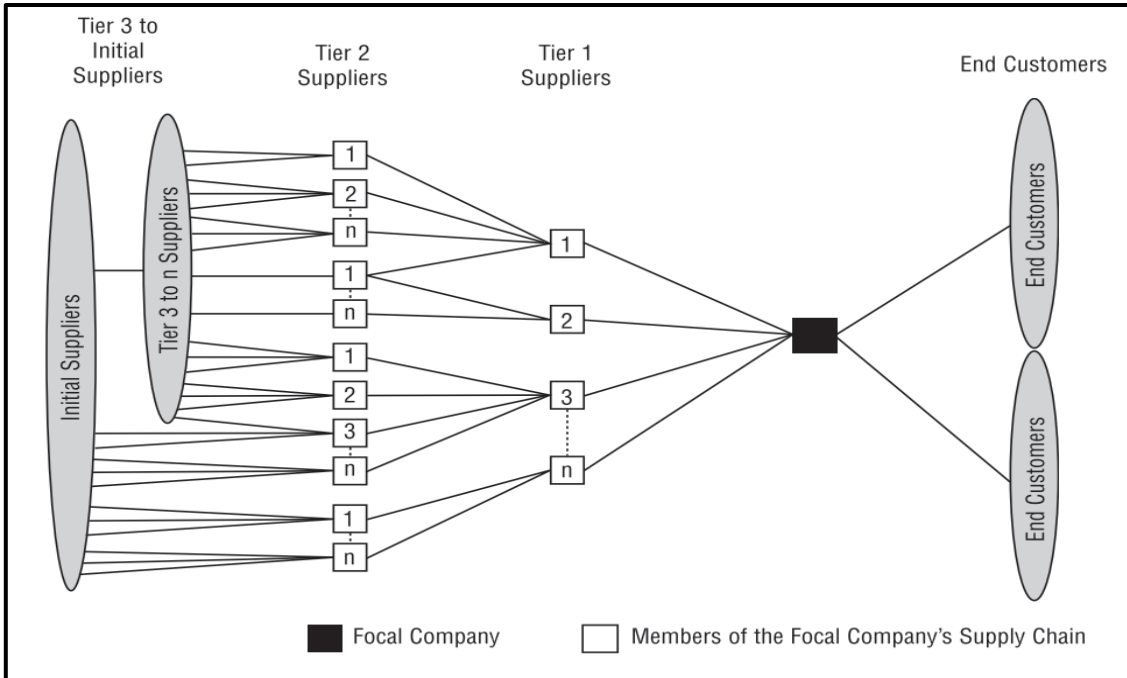 Tier 3 to
Initial
Suppliers
Tier 2
Suppliers
Tier 1
Suppliers
End Customers
Initial Suppliers
Tier 3 to n Suppliers
1
2
n
1
n
1
2
3
n
1
n
1
2
3
n
End Customers
End Customers
Focal Company
Members of the Focal Company's Supply Chain